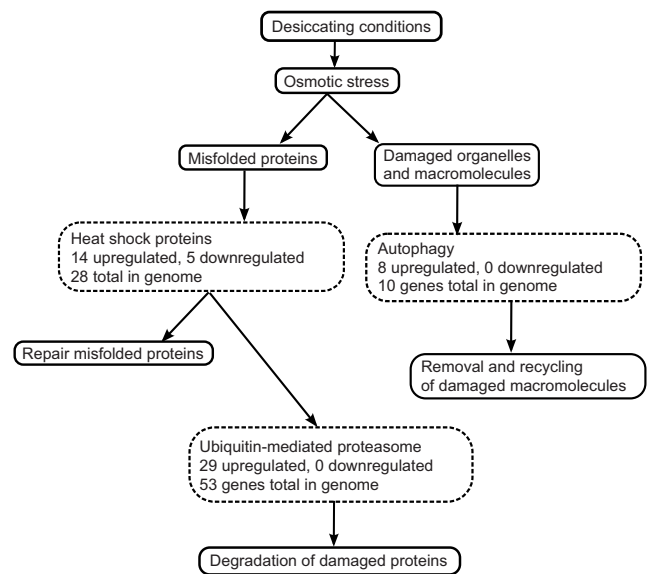 Desiccating conditions
Osmotic stress
Misfolded proteins
Damaged organelles
and macromolecules
Heat shock proteins
14 upregulated, 5 downregulated
28 total in genome
Autophagy
8 upregulated, 0 downregulated
10 genes total in genome
Repair misfolded proteins
Removal and recycling
of damaged macromolecules
Ubiquitin-mediated proteasome
29 upregulated, 0 downregulated
53 genes total in genome
Degradation of damaged proteins